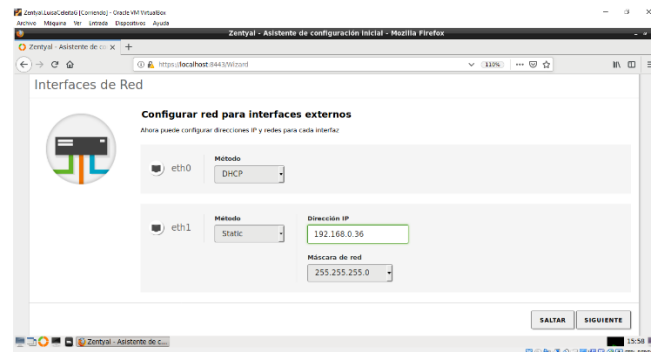 ZentyalLuisaCeletaG [Corriendo] - Oracle VM VirtualBox
Archivo Máquina Ver Entrada Dispositivos Ayuda
Zentyal - Asistente de configuración inicial - Mozilla Firefox
Zentyal - Asistente de co
https://localhost:8443/Wizard
110%
Interfaces de Red
Configurar red para interfaces externos
Ahora puede configurar direcciones IP y redes para cada interfaz
eth0
Método
DHCP
eth1
Método
Static
Dirección IP
192.168.0.36
Máscara de red
255.255.255.0
SALTAR
SIGUIENTE
Zentyal - Asistente de c...
15:58